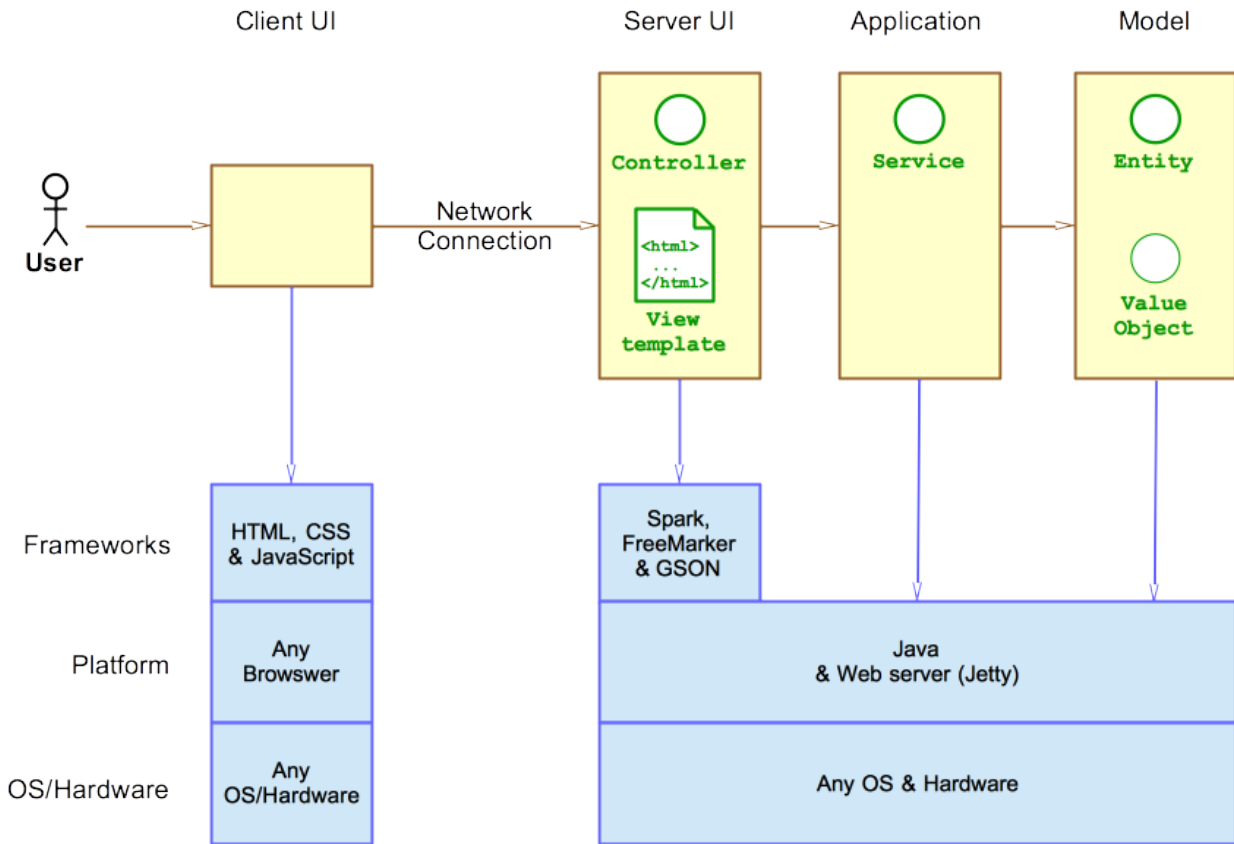 Client UI
Server UI
Application
Model
Controller
Service
Entity
User
Network
Connection
<html>
...
</html>
View
template
Value
Object
Frameworks
HTML, CSS
& JavaScript
Spark,
FreeMarker
& GSON
Platform
Any
Browswer
Java
& Web server (Jetty)
OS/Hardware
Any
OS/Hardware
Any OS & Hardware